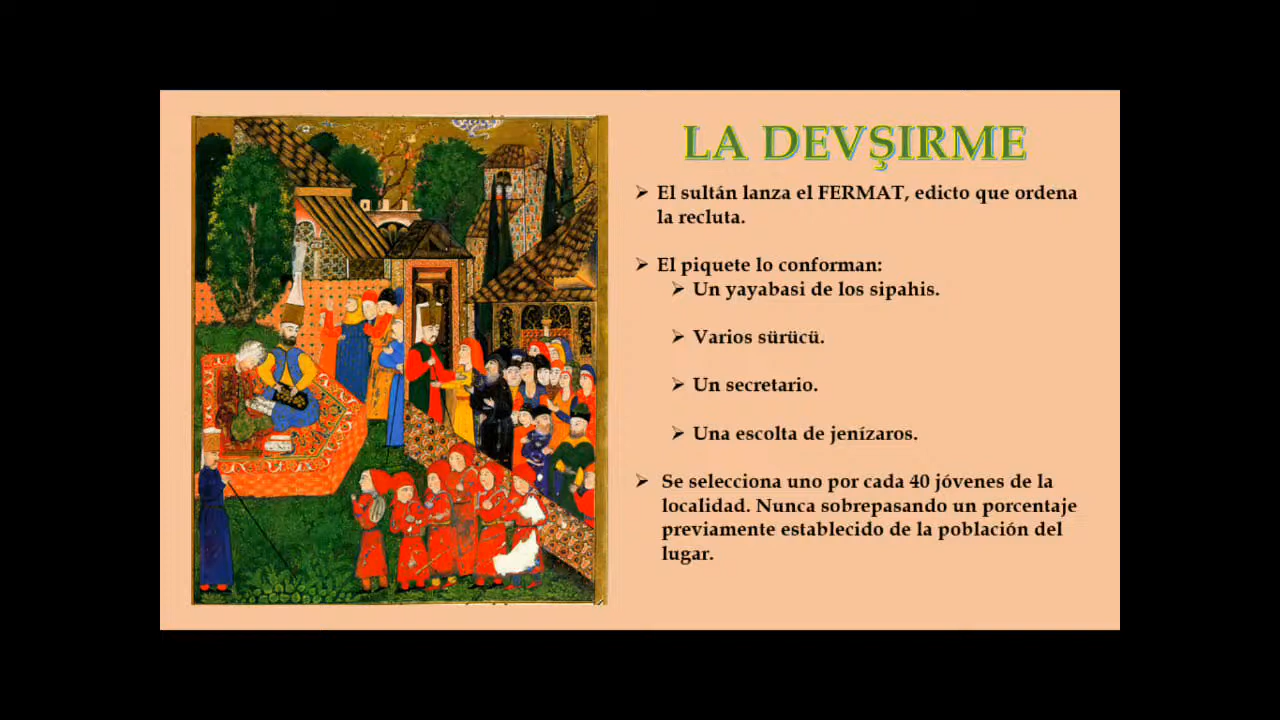 LA DEVŞIRME
➢ El sultán lanza el FERMAT, edicto que ordena
la recluta.
➢ El piquete lo conforman:
➢ Un yayabasi de los sipahis.
➢ Varios sürücü.
➢ Un secretario.
➢ Una escolta de jenízaros.
➢ Se selecciona uno por cada 40 jóvenes de la
localidad. Nunca sobrepasando un porcentaje
previamente establecido de la población del
lugar.